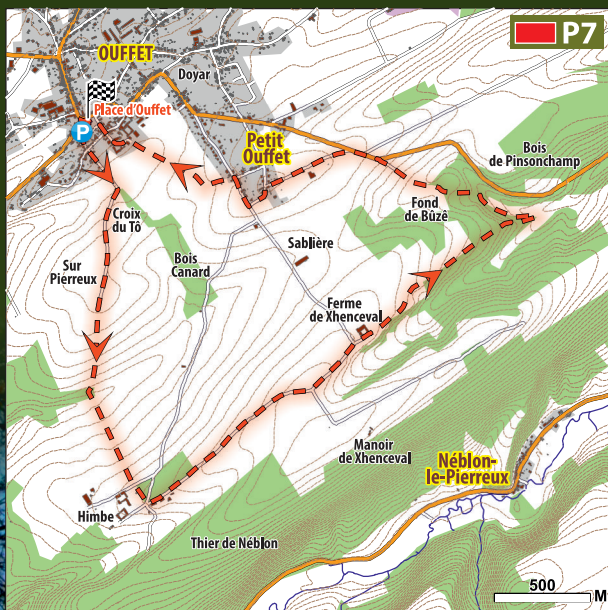 P7
OUFFET
Doyar
Place d'Ouffet
P
Petit
Ouffet
Bois
de Pinsonchamp
Croix
du Tô
Fond
de Bûzê
Sur
Pierreux
Bois
Canard
Sablière
Ferme
de Xhenceval
Manoir
de Xhenceval
Néblon-
le-Pierreux
Himbe
Thier de Néblon
500
M